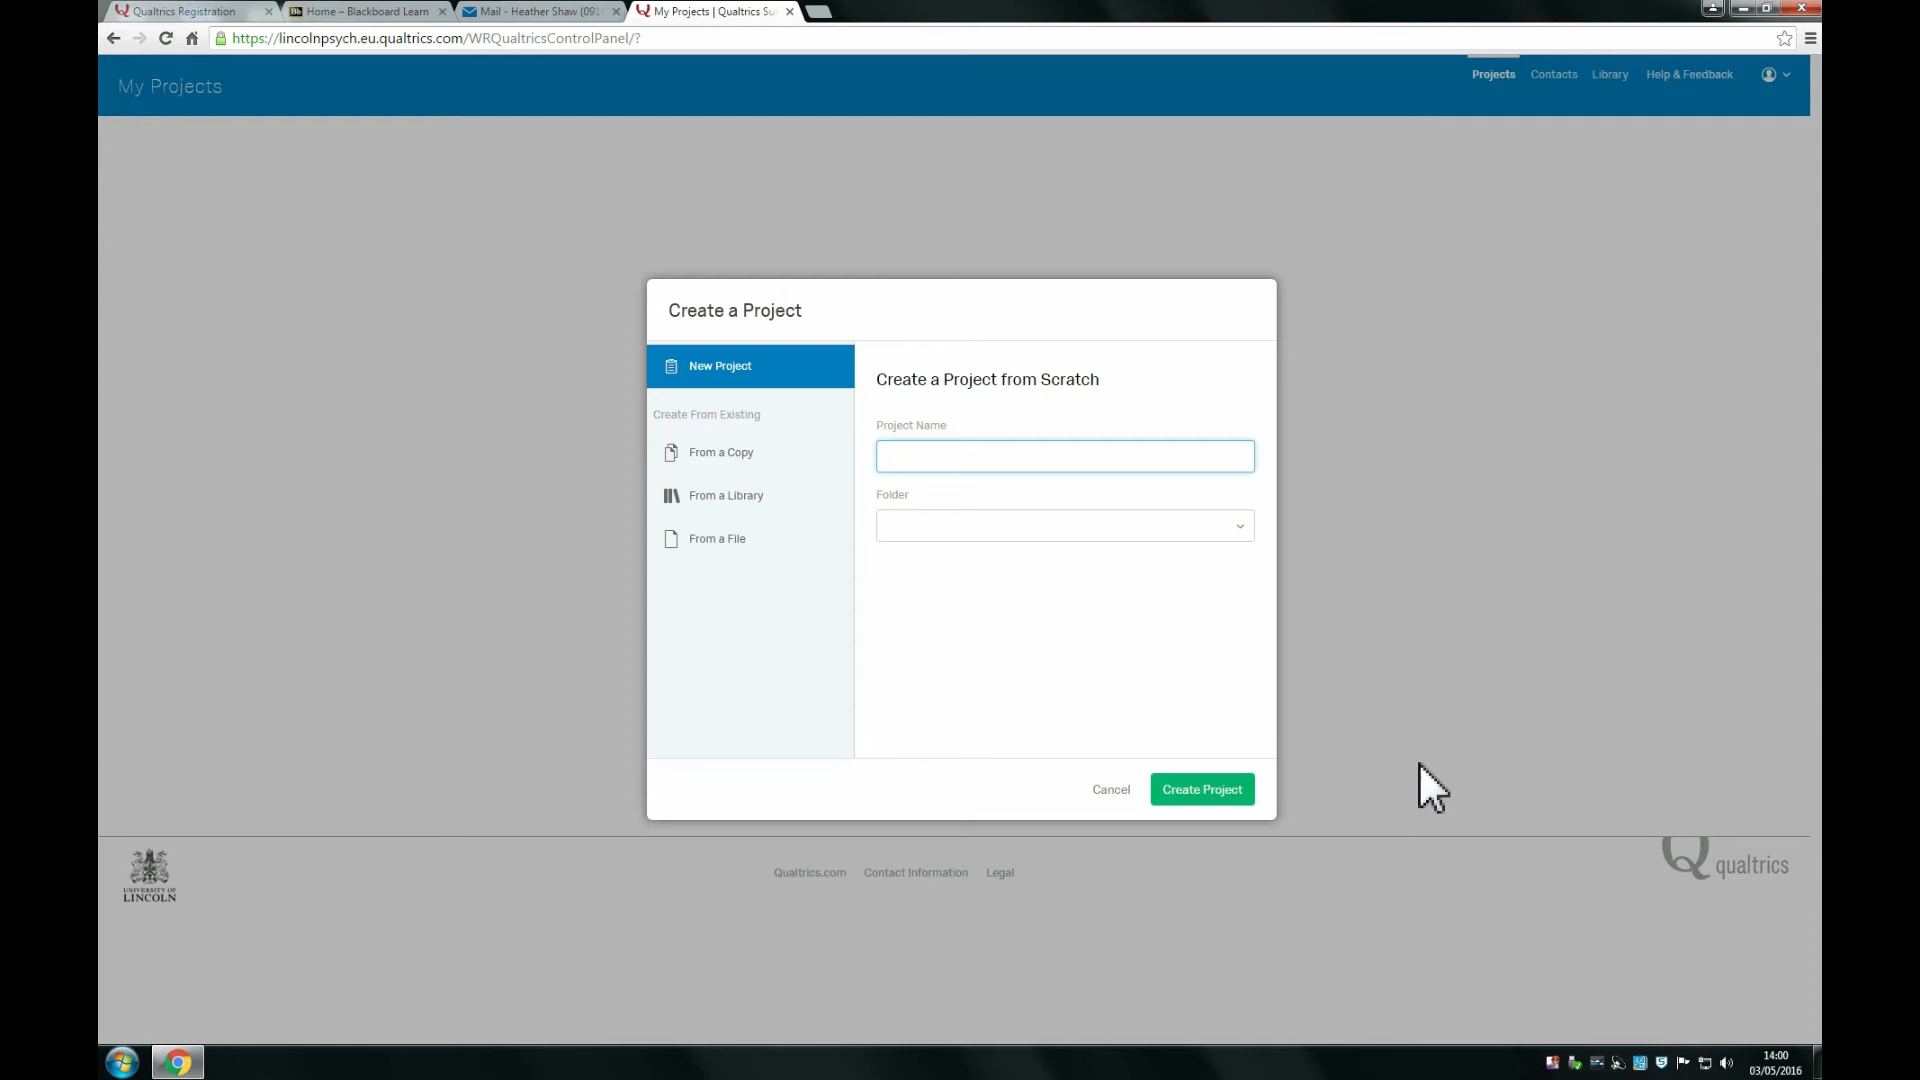 Qualtrics Registration
Home – Blackboard Learn
Mail - Heather Shaw (091
My Projects | Qualtrics Su
https://lincolnpsych.eu.qualtrics.com/WRQualtricsControlPanel/?
My Projects
Projects
Contacts
Library
Help & Feedback
Create a Project
New Project
Create From Existing
From a Copy
From a Library
From a File
Create a Project from Scratch
Project Name
Folder
Cancel
Create Project
UNIVERSITY OF
LINCOLN
Qualtrics.com
Contact Information
Legal
qualtrics
14:00
03/05/2016